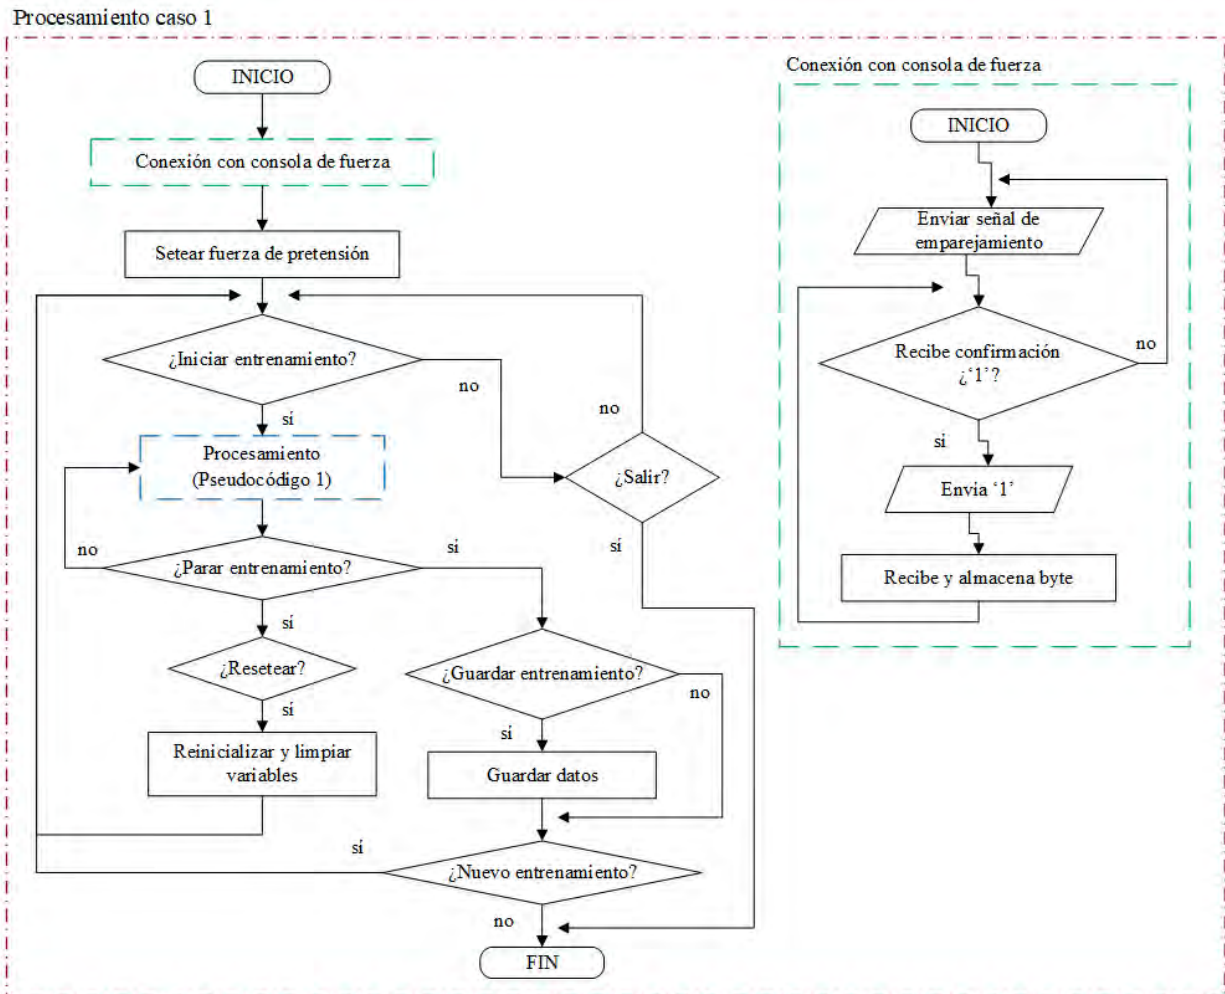 Procesamiento caso 1
INICIO
Conexión con consola de fuerza
Setear fuerza de pretensión
¿Iniciar entrenamiento?
no
sí
Procesamiento
(Pseudocódigo 1)
no
¿Salir?
sí
no
¿Parar entrenamiento?
si
sí
¿Resetear?
sí
Reinicializar y limpiar
variables
¿Guardar entrenamiento?
no
sí
Guardar datos
sí
¿Nuevo entrenamiento?
no
FIN
Conexión con consola de fuerza
INICIO
Enviar señal de
emparejamiento
Recibe confirmación
¿‘1’?
no
si
Envia ‘1’
Recibe y almacena byte